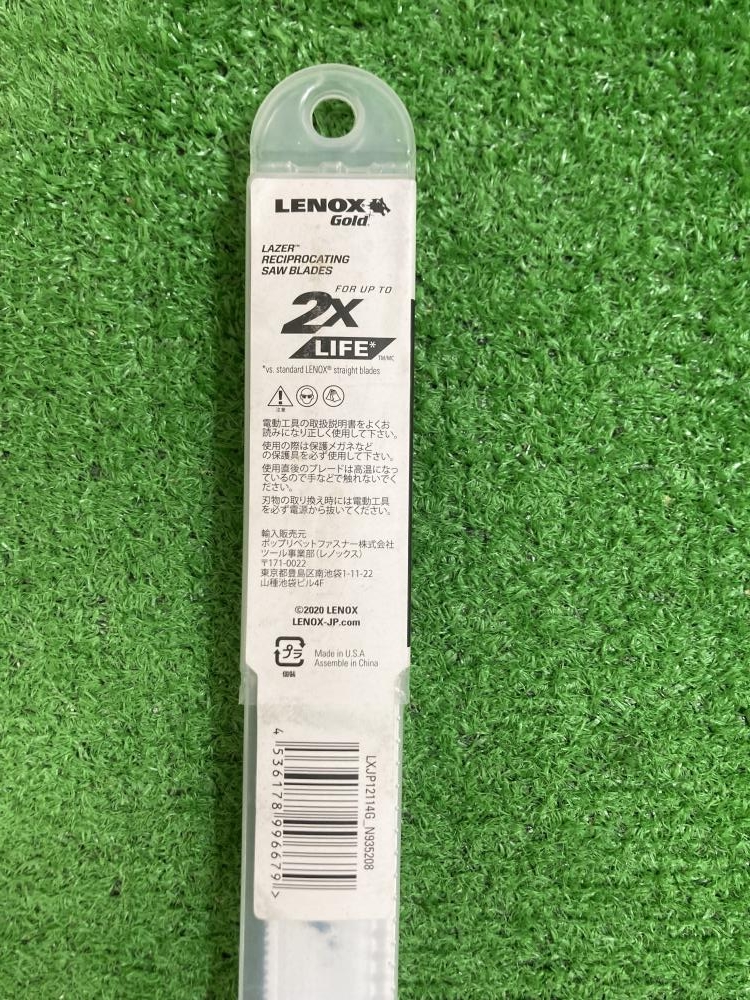 LENOX
Gold®
LAZER™
RECIPROCATING
SAW BLADES
FOR UP TO
2X
LIFE*
TM/MC
*vs. standard LENOX® straight blades
注意
電動工具の取扱説明書をよくお
読みになり正しく使用して下さい。
使用の際は保護メガネなど
の保護具を必ず使用して下さい。
使用直後のブレードは高温になっ
ているので手などで触れないでく
ださい。
刃物の取り換え時には電動工具
を必ず電源から抜いてください。
輸入販売元
ポップリベットファスナー株式会社
ツール事業部(レノックス)
〒171-0022
東京都豊島区南池袋1-11-22
山種池袋ビル4F
©2020 LENOX
LENOX-JP.com
プラ
個装
Made in U.S.A
Assemble in China
4 536178 996679 >
LXJP12114G_N935208